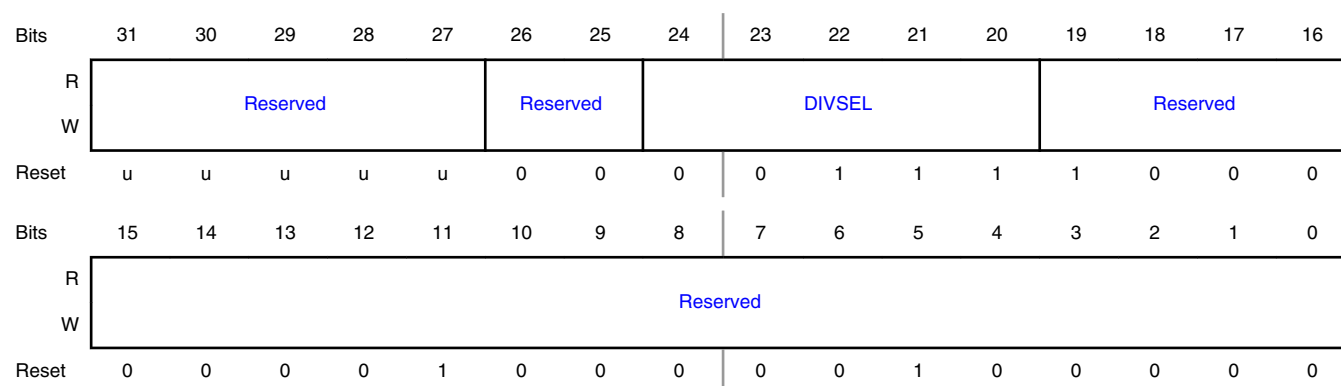 Bits 31 30 29 28 27 26 25 24 23 22 21 20 19 18 17 16
R
Reserved Reserved DIVSEL Reserved
W
Reset u u u u u 0 0 0 0 1 1 1 1 0 0 0
Bits 15 14 13 12 11 10 9 8 7 6 5 4 3 2 1 0
R
Reserved
W
Reset 0 0 0 0 1 0 0 0 0 0 1 0 0 0 0 0